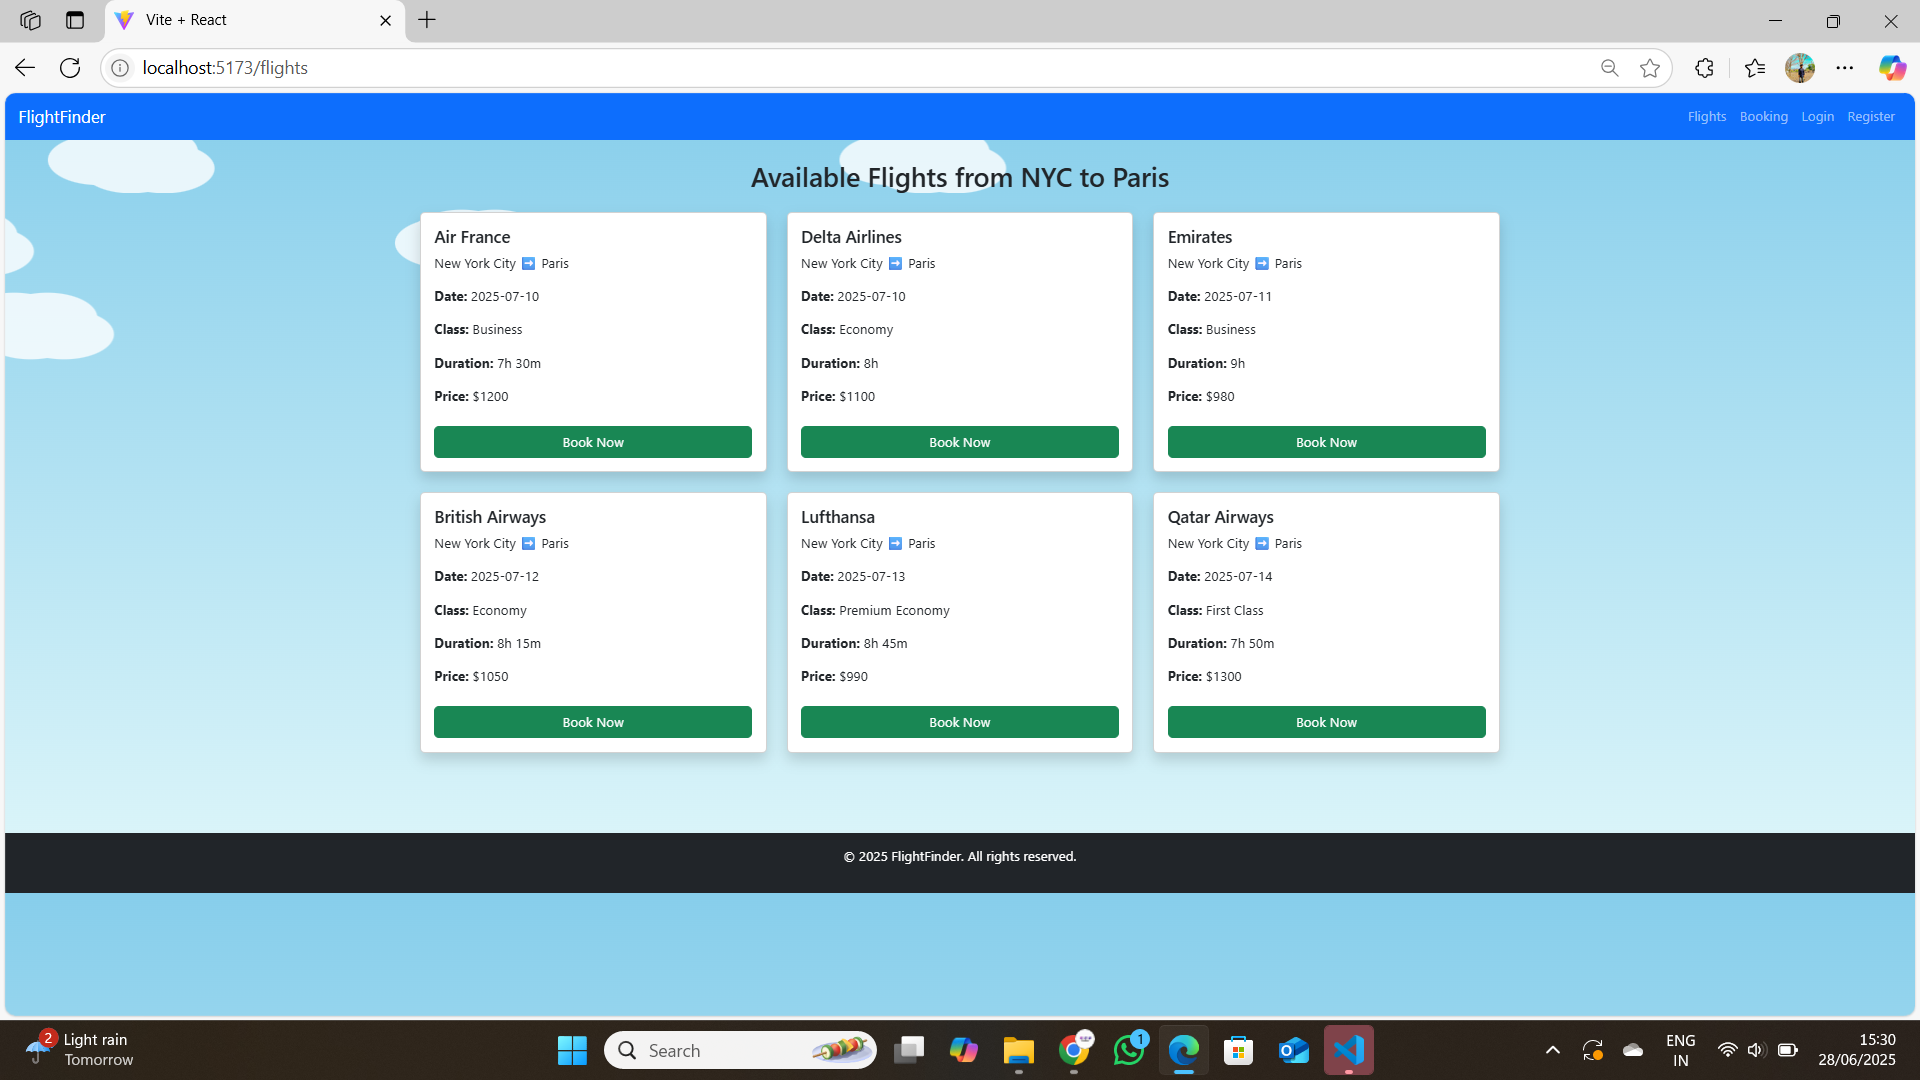 Vite + React
localhost:5173/flights
FlightFinder
Flights Booking Login Register
Available Flights from NYC to Paris
Air France
New York City ➡️ Paris
Date: 2025-07-10
Class: Business
Duration: 7h 30m
Price: $1200
Book Now
Delta Airlines
New York City ➡️ Paris
Date: 2025-07-10
Class: Economy
Duration: 8h
Price: $1100
Book Now
Emirates
New York City ➡️ Paris
Date: 2025-07-11
Class: Business
Duration: 9h
Price: $980
Book Now
British Airways
New York City ➡️ Paris
Date: 2025-07-12
Class: Economy
Duration: 8h 15m
Price: $1050
Book Now
Lufthansa
New York City ➡️ Paris
Date: 2025-07-13
Class: Premium Economy
Duration: 8h 45m
Price: $990
Book Now
Qatar Airways
New York City ➡️ Paris
Date: 2025-07-14
Class: First Class
Duration: 7h 50m
Price: $1300
Book Now
© 2025 FlightFinder. All rights reserved.
2
Light rain
Tomorrow
Search
1
ENG
IN
15:30
28/06/2025